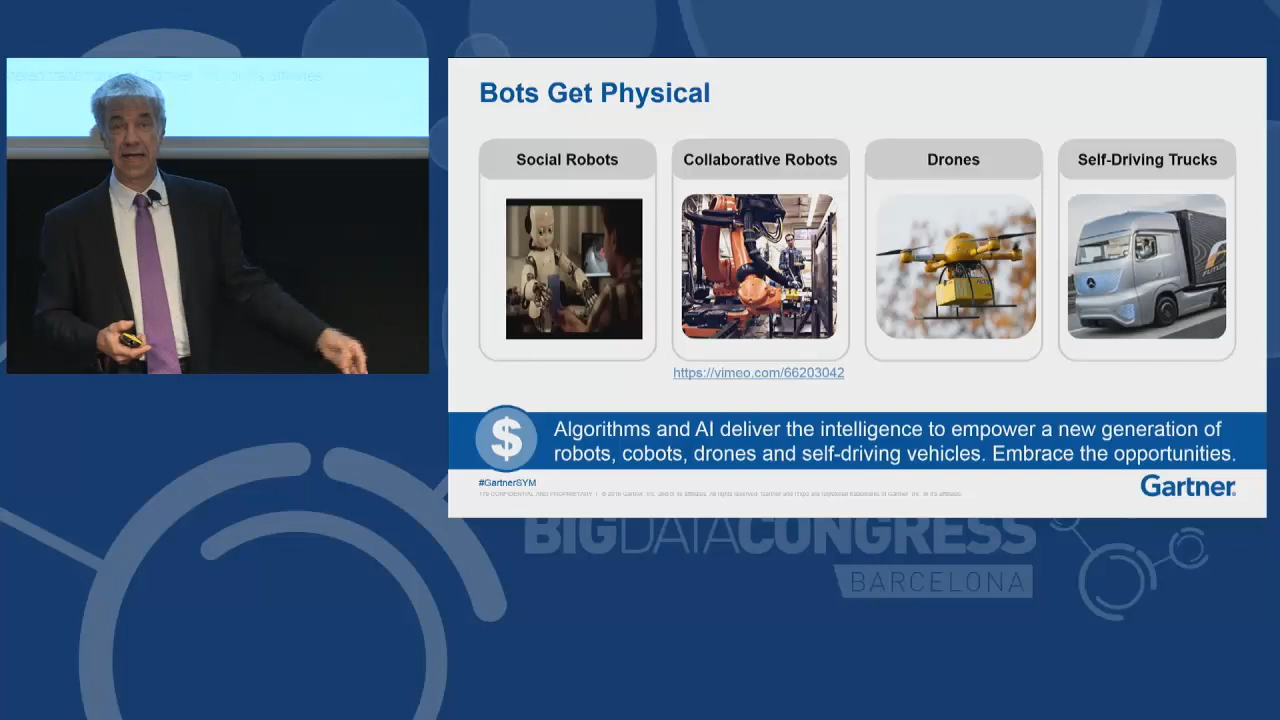 Bots Get Physical
Social Robots
Collaborative Robots
Drones
Self-Driving Trucks
https://vimeo.com/66203042
$
Algorithms and AI deliver the intelligence to empower a new generation of
robots, cobots, drones and self-driving vehicles. Embrace the opportunities.
#GartnerSYM
Gartner
BIGDATACONGRESS
BARCELONA